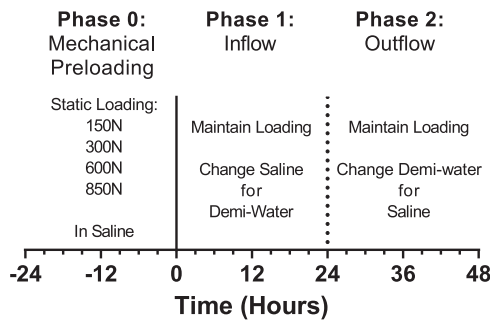 Phase 0:
Mechanical
Preloading
Phase 1:
Inflow
Phase 2:
Outflow
Static Loading:
150N
300N
600N
850N
In Saline
Maintain Loading
Change Saline
for
Demi-Water
Maintain Loading
Change Demi-water
for
Saline
-24 -12 0 12 24 36 48
Time (Hours)